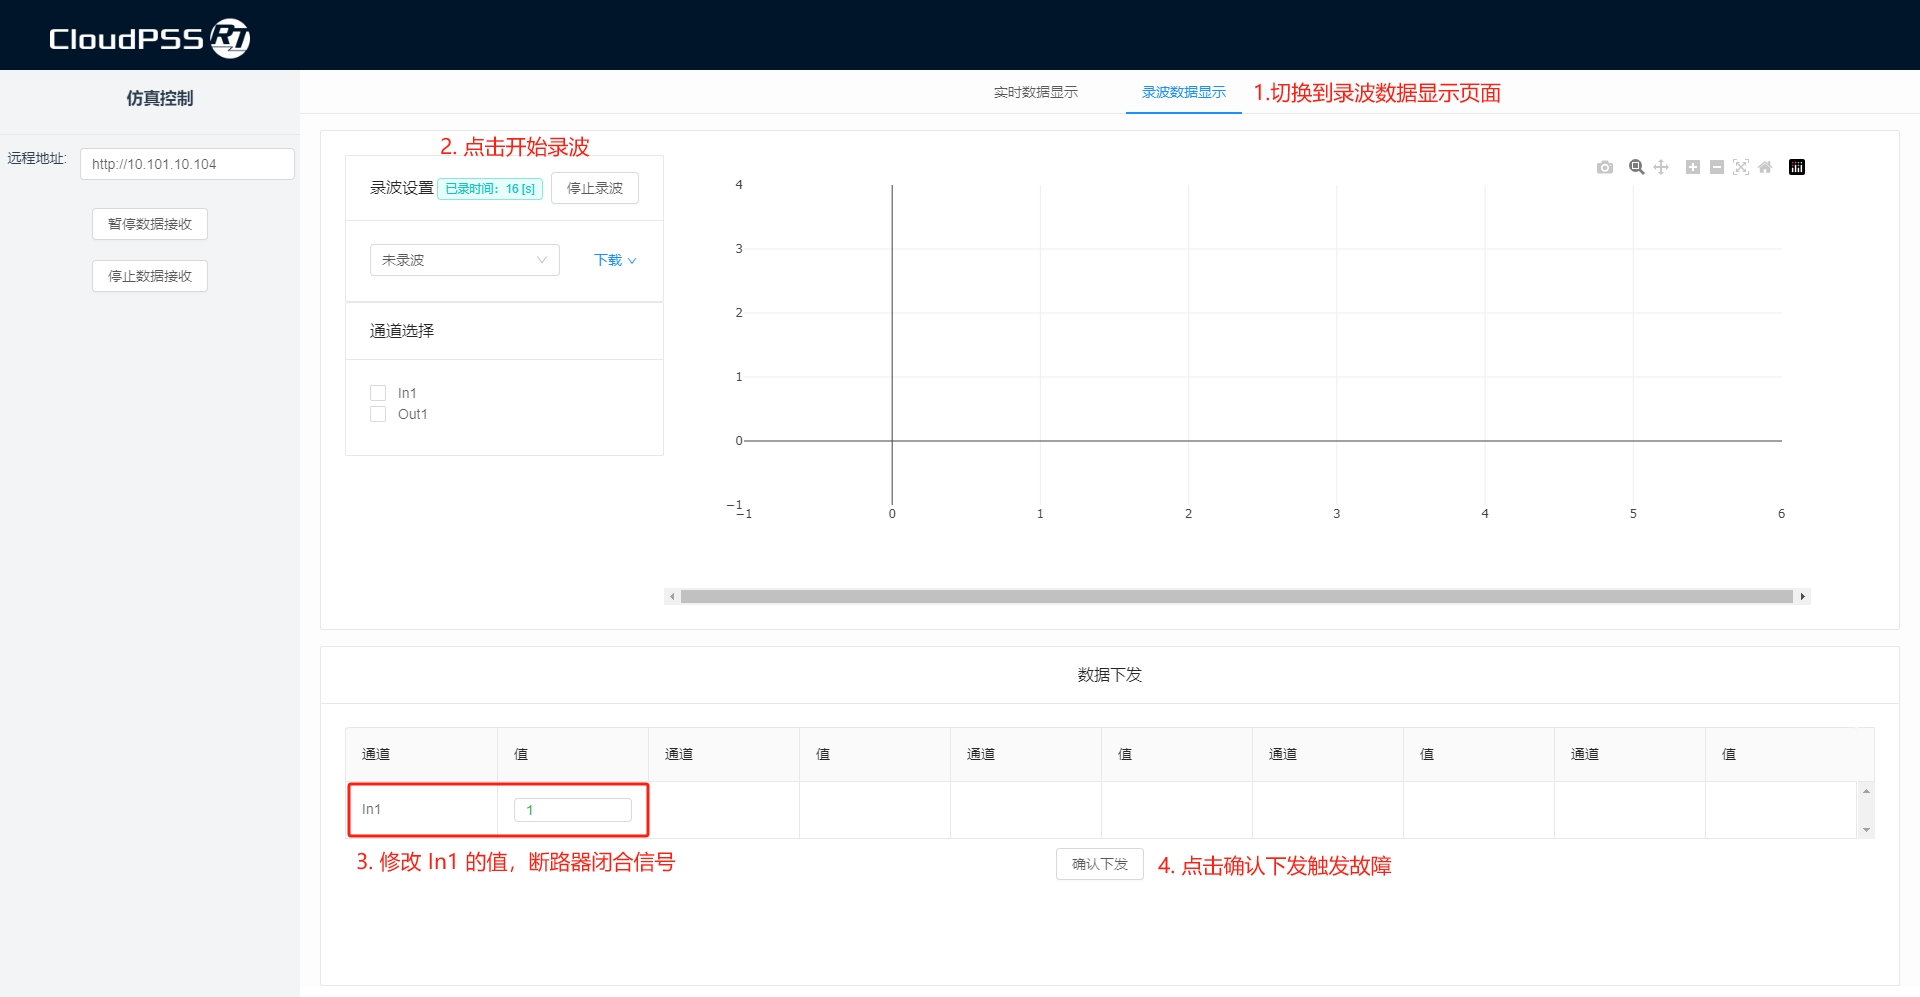 CloudPSS RT
仿真控制
实时数据显示
录波数据显示
1.切换到录波数据显示页面
远程地址:
http://10.101.10.104
暂停数据接收
停止数据接收
2. 点击开始录波
录波设置
已录时间：16 [s]
停止录波
未录波
下载
通道选择
In1
Out1
4
3
2
1
0
−1
−1
0
1
2
3
4
5
6
数据下发
通道 值 通道 值 通道 值 通道 值 通道 值
In1 1
3. 修改 In1 的值，断路器闭合信号
确认下发
4. 点击确认下发触发故障